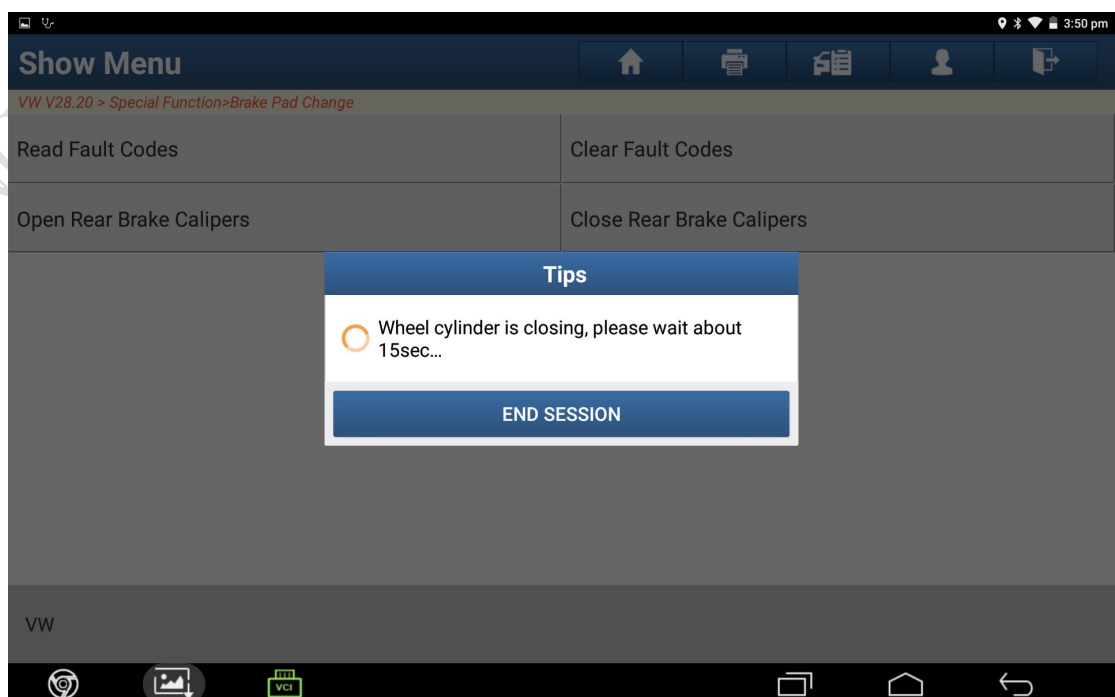 3:50 pm
Show Menu
VW V28.20 > Special Function>Brake Pad Change
Read Fault Codes
Clear Fault Codes
Open Rear Brake Calipers
Close Rear Brake Calipers
Tips
Wheel cylinder is closing, please wait about
15sec...
END SESSION
VW
VCI